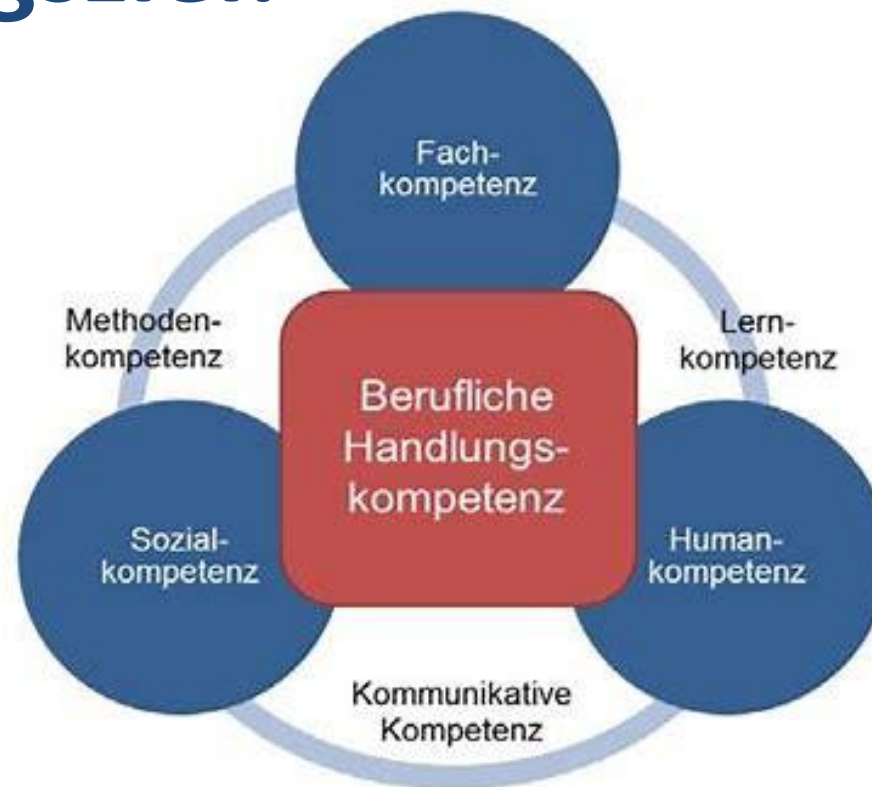 Fach-
kompetenz
Methoden-
kompetenz
Lern-
kompetenz
Berufliche
Handlungs-
kompetenz
Sozial-
kompetenz
Human-
kompetenz
Kommunikative
Kompetenz